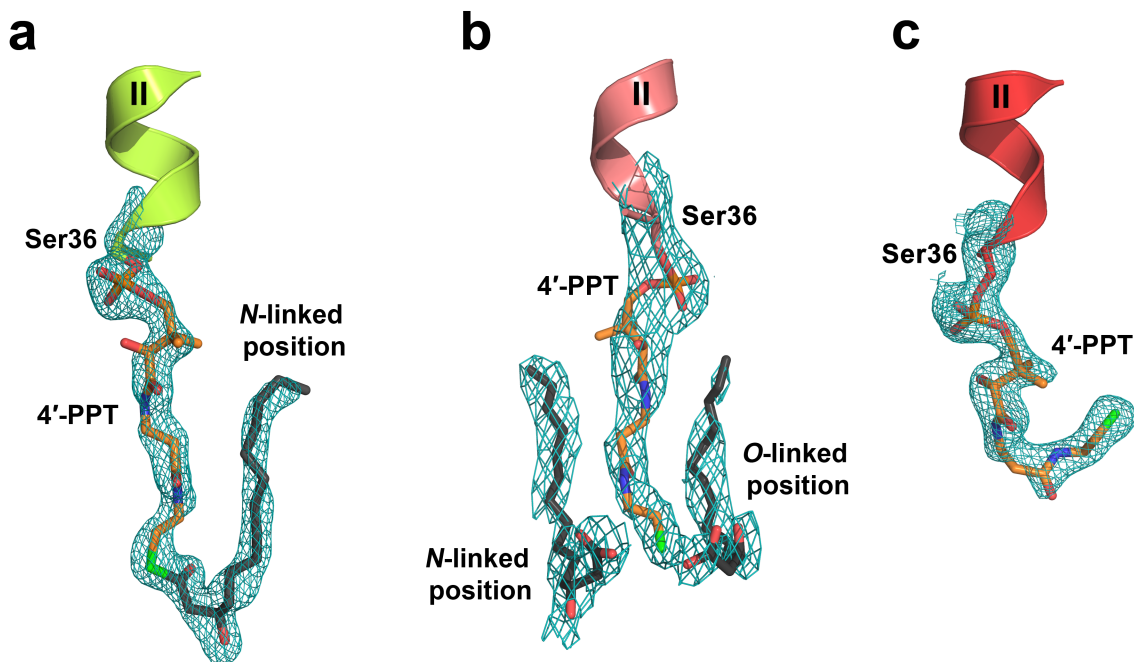 a
II
Ser36
N-linked
position
4′-PPT
b
II
Ser36
4′-PPT
O-linked
position
N-linked
position
c
II
Ser36
4′-PPT